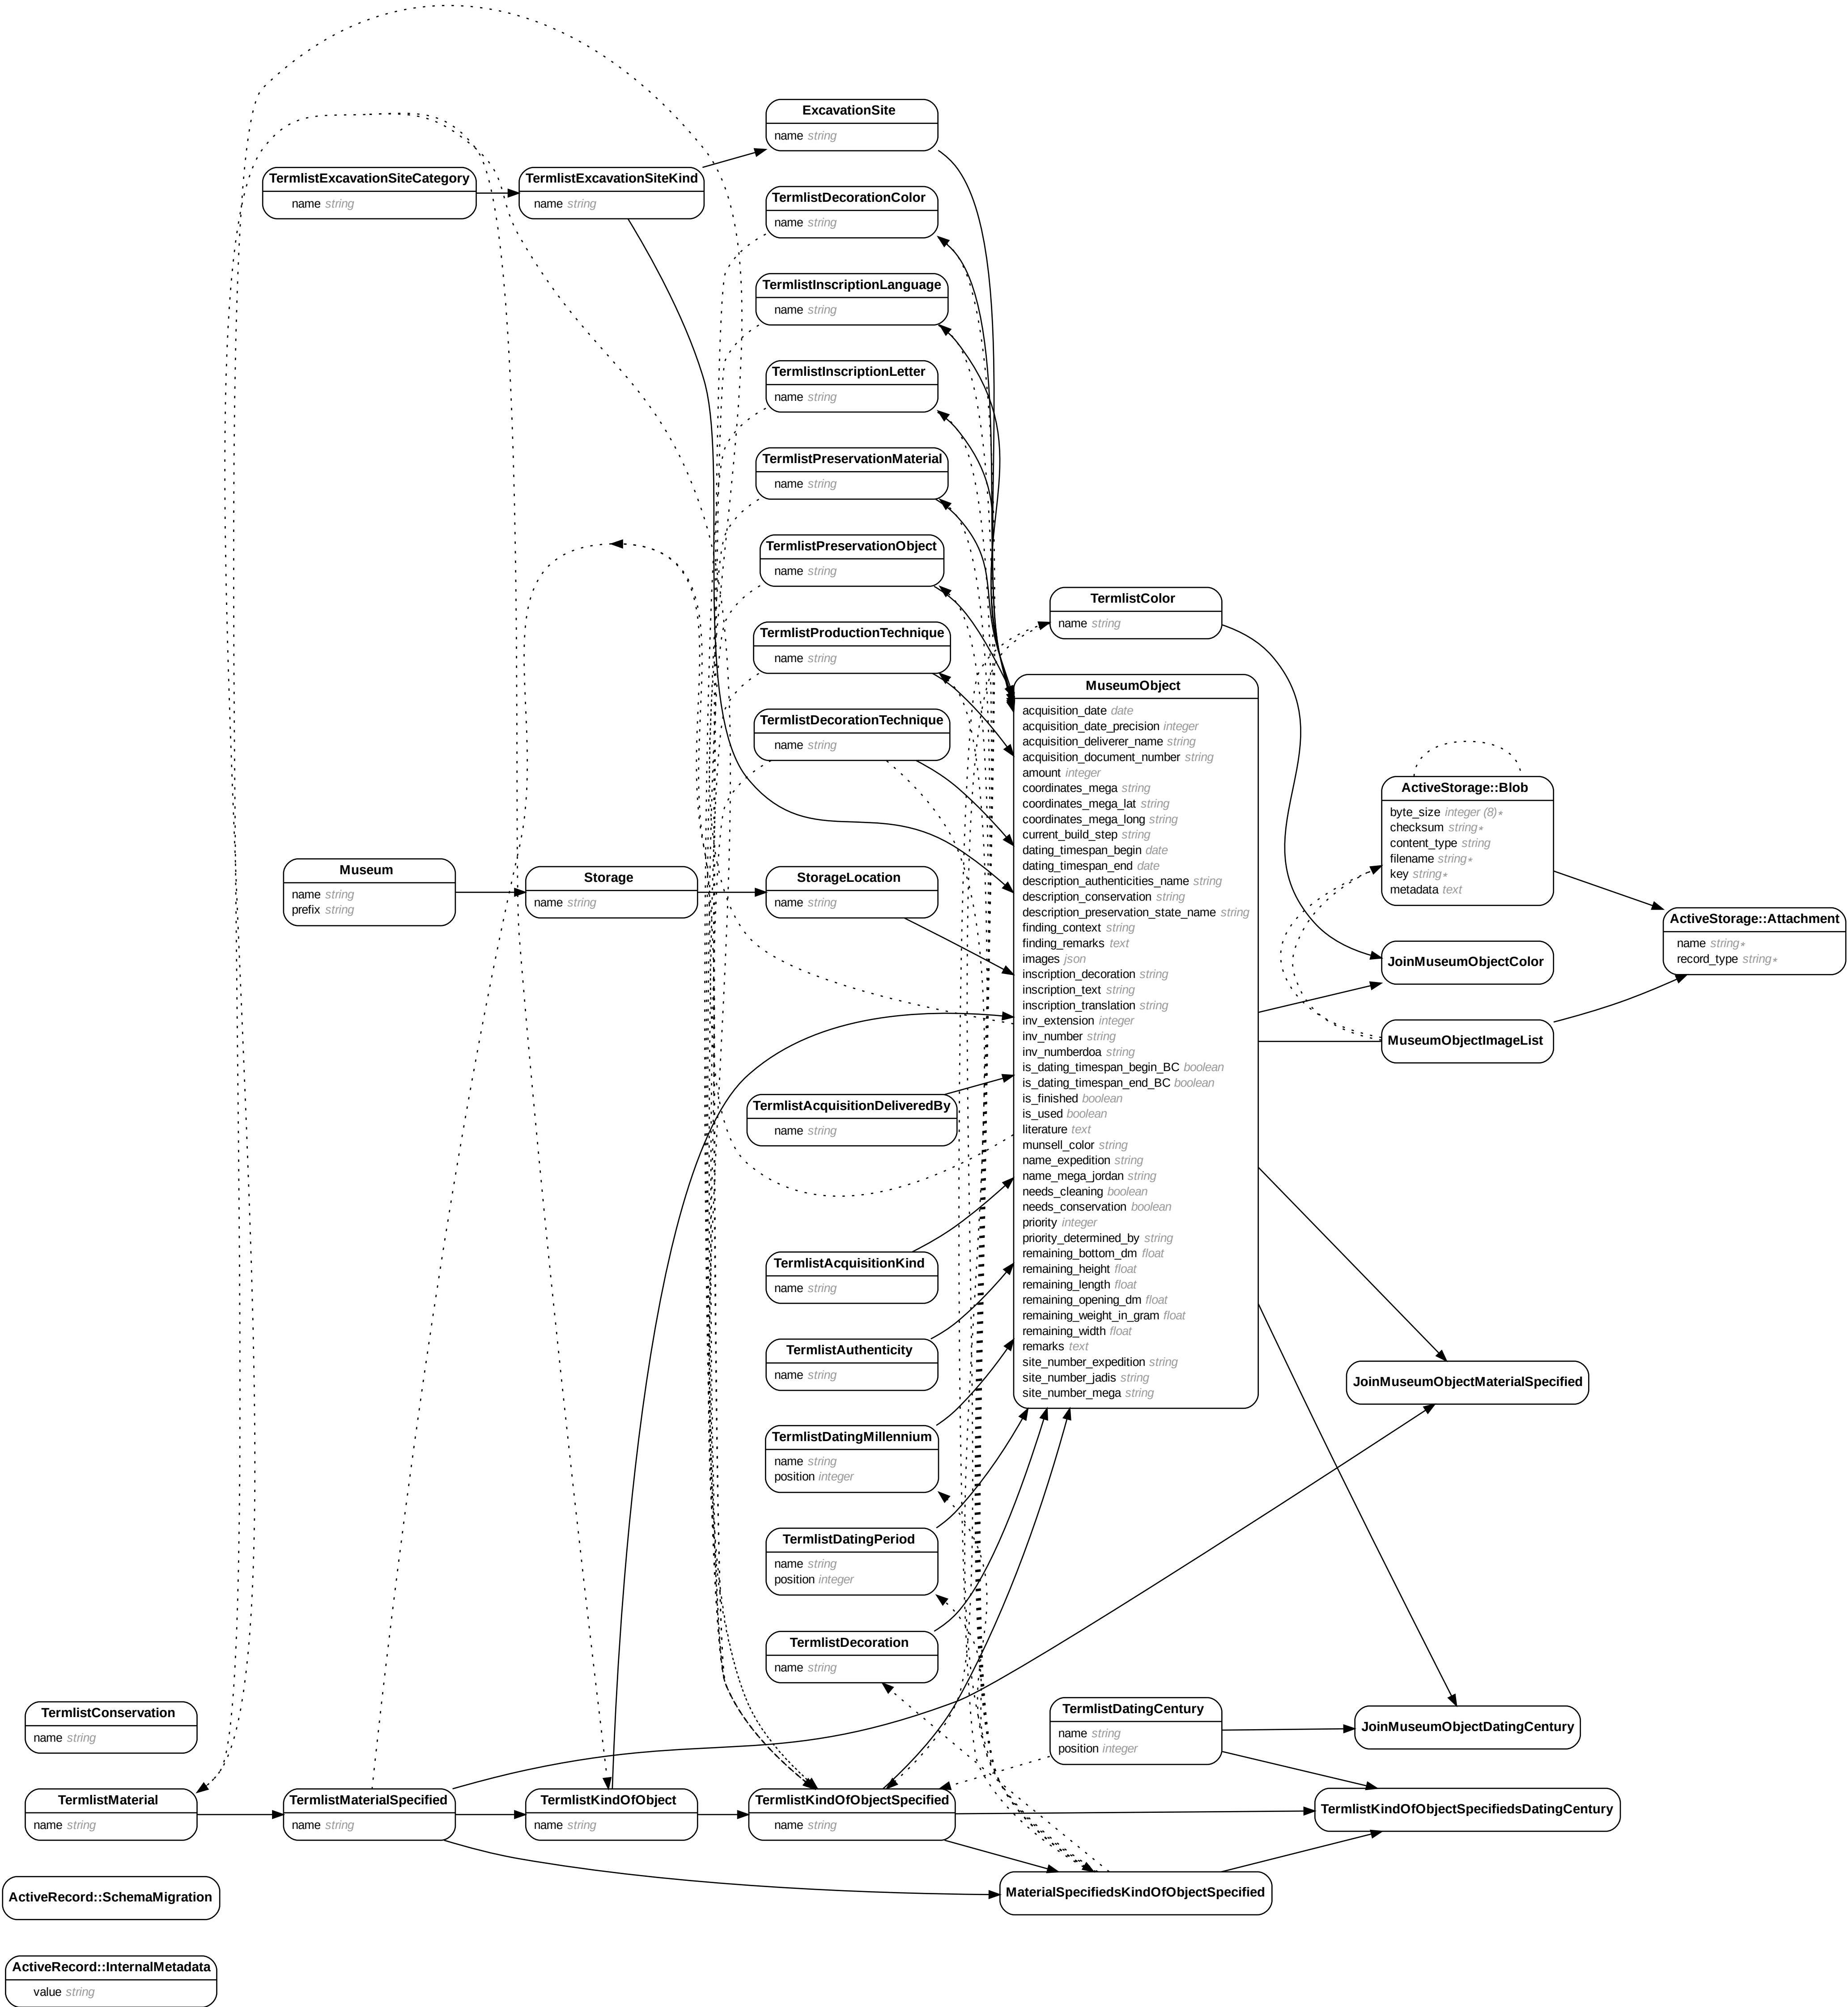 ExcavationSite
name string
TermlistExcavationSiteCategory
name string
TermlistExcavationSiteKind
name string
TermlistDecorationColor
name string
TermlistInscriptionLanguage
name string
TermlistInscriptionLetter
name string
TermlistPreservationMaterial
name string
TermlistPreservationObject
name string
TermlistProductionTechnique
name string
TermlistDecorationTechnique
name string
TermlistColor
name string
MuseumObject
acquisition_date date
acquisition_date_precision integer
acquisition_deliverer_name string
acquisition_document_number string
amount integer
coordinates_mega string
coordinates_mega_lat string
coordinates_mega_long string
current_build_step string
dating_timespan_begin date
dating_timespan_end date
description_authenticities_name string
description_conservation string
description_preservation_state_name string
finding_context string
finding_remarks text
images json
inscription_decoration string
inscription_text string
inscription_translation string
inv_extension integer
inv_number string
inv_numberdoa string
is_dating_timespan_begin_BC boolean
is_dating_timespan_end_BC boolean
is_finished boolean
is_used boolean
literature text
munsell_color string
name_expedition string
name_mega_jordan string
needs_cleaning boolean
needs_conservation boolean
priority integer
priority_determined_by string
remaining_bottom_dm float
remaining_height float
remaining_length float
remaining_opening_dm float
remaining_weight_in_gram float
remaining_width float
remarks text
site_number_expedition string
site_number_jadis string
site_number_mega string
ActiveStorage::Blob
byte_size integer (8)∗
checksum string∗
content_type string
filename string∗
key string∗
metadata text
ActiveStorage::Attachment
name string∗
record_type string∗
JoinMuseumObjectColor
MuseumObjectImageList
Museum
name string
prefix string
Storage
name string
StorageLocation
name string
TermlistAcquisitionDeliveredBy
name string
TermlistAcquisitionKind
name string
TermlistAuthenticity
name string
TermlistDatingMillennium
name string
position integer
TermlistDatingPeriod
name string
position integer
TermlistDecoration
name string
JoinMuseumObjectMaterialSpecified
TermlistDatingCentury
name string
position integer
JoinMuseumObjectDatingCentury
TermlistConservation
name string
TermlistMaterial
name string
TermlistMaterialSpecified
name string
TermlistKindOfObject
name string
TermlistKindOfObjectSpecified
name string
TermlistKindOfObjectSpecifiedsDatingCentury
MaterialSpecifiedsKindOfObjectSpecified
ActiveRecord::SchemaMigration
ActiveRecord::InternalMetadata
value string